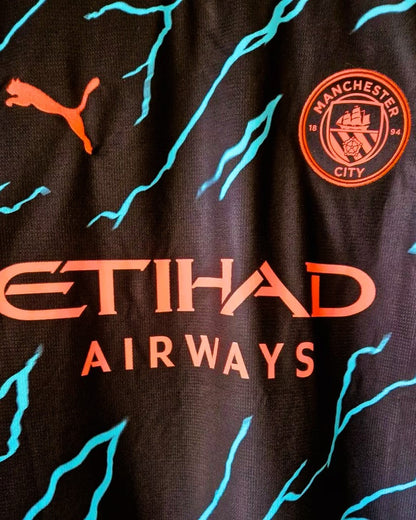 MANCHESTER
18 94
CITY
ETIHAD
AIRWAYS